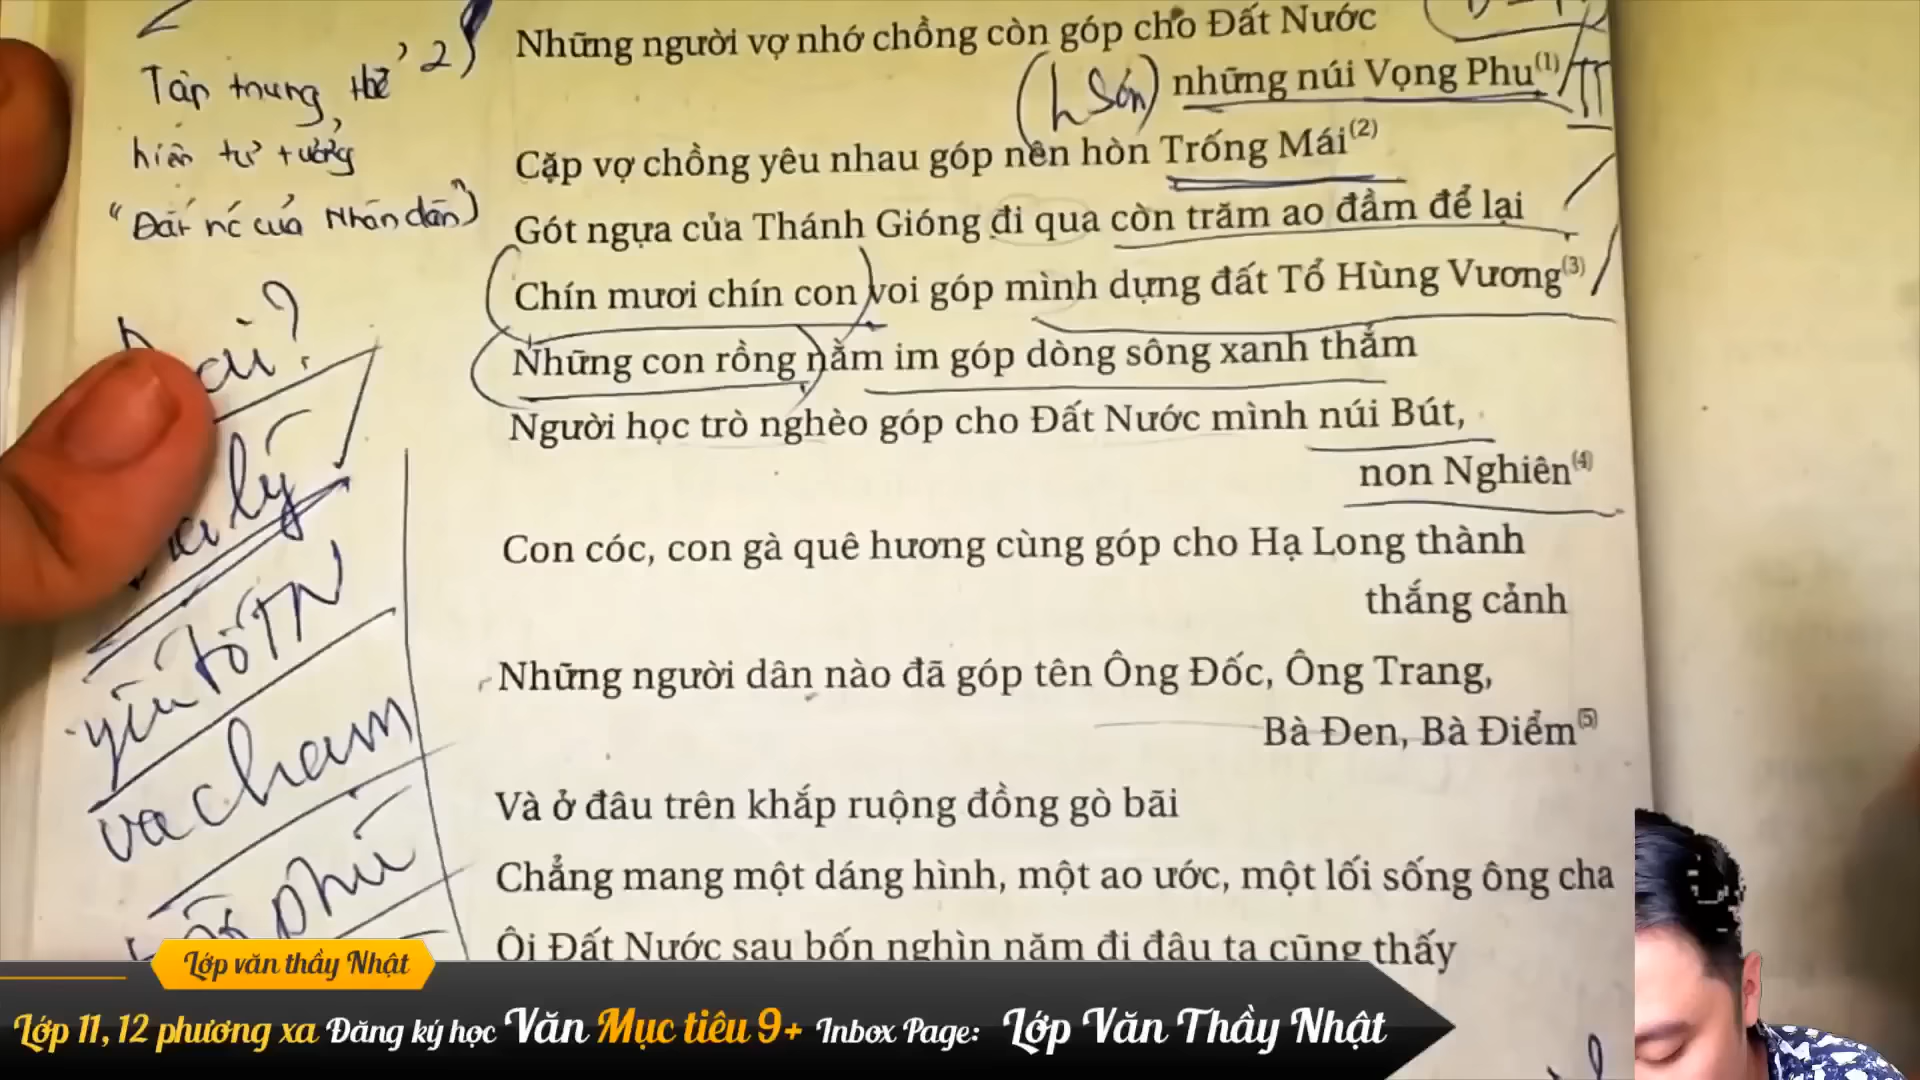 Những người vợ nhớ chồng còn góp cho Đất Nước
những núi Vọng Phu(1)
Cặp vợ chồng yêu nhau góp nên hòn Trống Mái(2)
Gót ngựa của Thánh Gióng đi qua còn trăm ao đầm để lại
Chín mươi chín con voi góp mình dựng đất Tổ Hùng Vương(3)
Những con rồng nằm im góp dòng sông xanh thẳm
Người học trò nghèo góp cho Đất Nước mình núi Bút,
non Nghiên(4)
Con cóc, con gà quê hương cùng góp cho Hạ Long thành
thắng cảnh
Những người dân nào đã góp tên Ông Đốc, Ông Trang,
Bà Đen, Bà Điểm(5)
Và ở đâu trên khắp ruộng đồng gò bãi
Chẳng mang một dáng hình, một ao ước, một lối sống ông cha
Ôi Đất Nước sau bốn nghìn năm đi đâu ta cũng thấy
2)
Tập trung thể
hiện tư tưởng
"Đất nc của Nhân dân"
lý
yếu tố TN
va chạm
phú
Lớp văn thầy Nhật
Lớp 11, 12 phương xa Đăng ký học Văn Mục tiêu 9+ Inbox Page: Lớp Văn Thầy Nhật